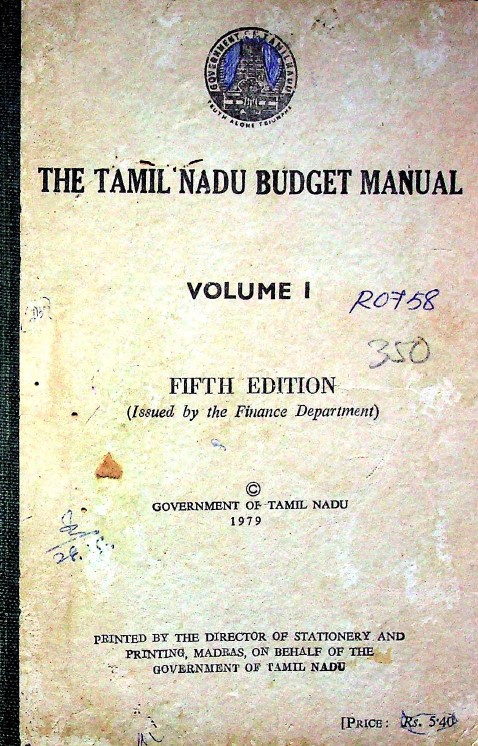 GOVERNMENT OF TAMILNADU
TRUTH ALONE TRIUMPHS
THE TAMIL NADU BUDGET MANUAL
VOLUME I
R0758
350
FIFTH EDITION
(Issued by the Finance Department)
©
GOVERNMENT OF TAMIL NADU
1979
PRINTED BY THE DIRECTOR OF STATIONERY AND
PRINTING, MADRAS, ON BEHALF OF THE
GOVERNMENT OF TAMIL NADU
[PRICE: Rs. 5·40